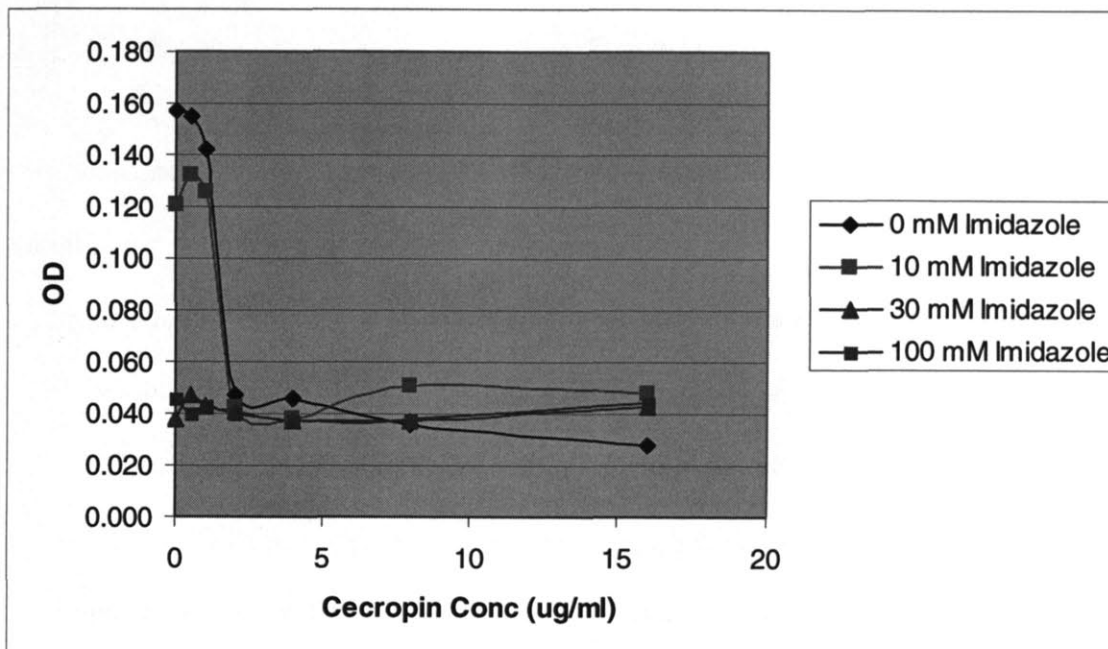 0.180
0.160
0.140
0.120
0.100
0.080
0.060
0.040
0.020
0.000
OD
0 5 10 15 20
Cecropin Conc (ug/ml)
0 mM Imidazole
10 mM Imidazole
30 mM Imidazole
100 mM Imidazole